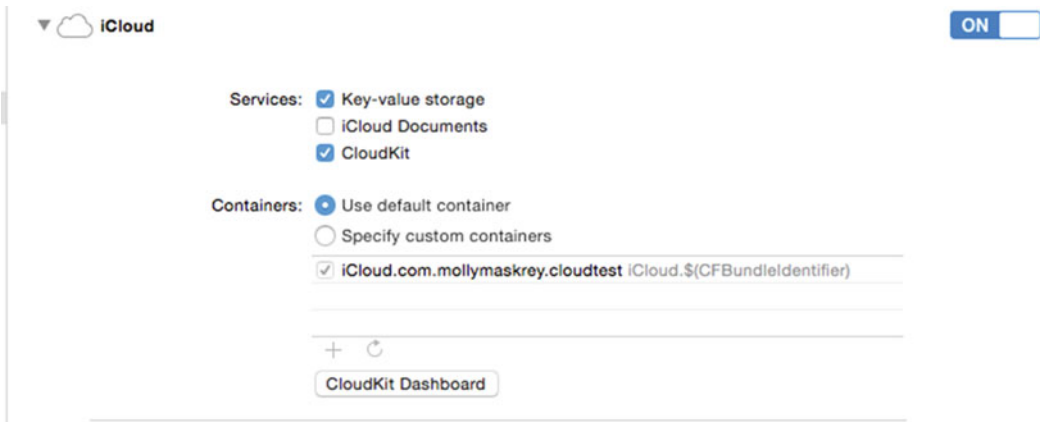 iCloud ON
Services: Key-value storage
iCloud Documents
CloudKit
Containers: Use default container
Specify custom containers
iCloud.com.mollymaskrey.cloudtest iCloud.$(CFBundleIdentifier)
CloudKit Dashboard